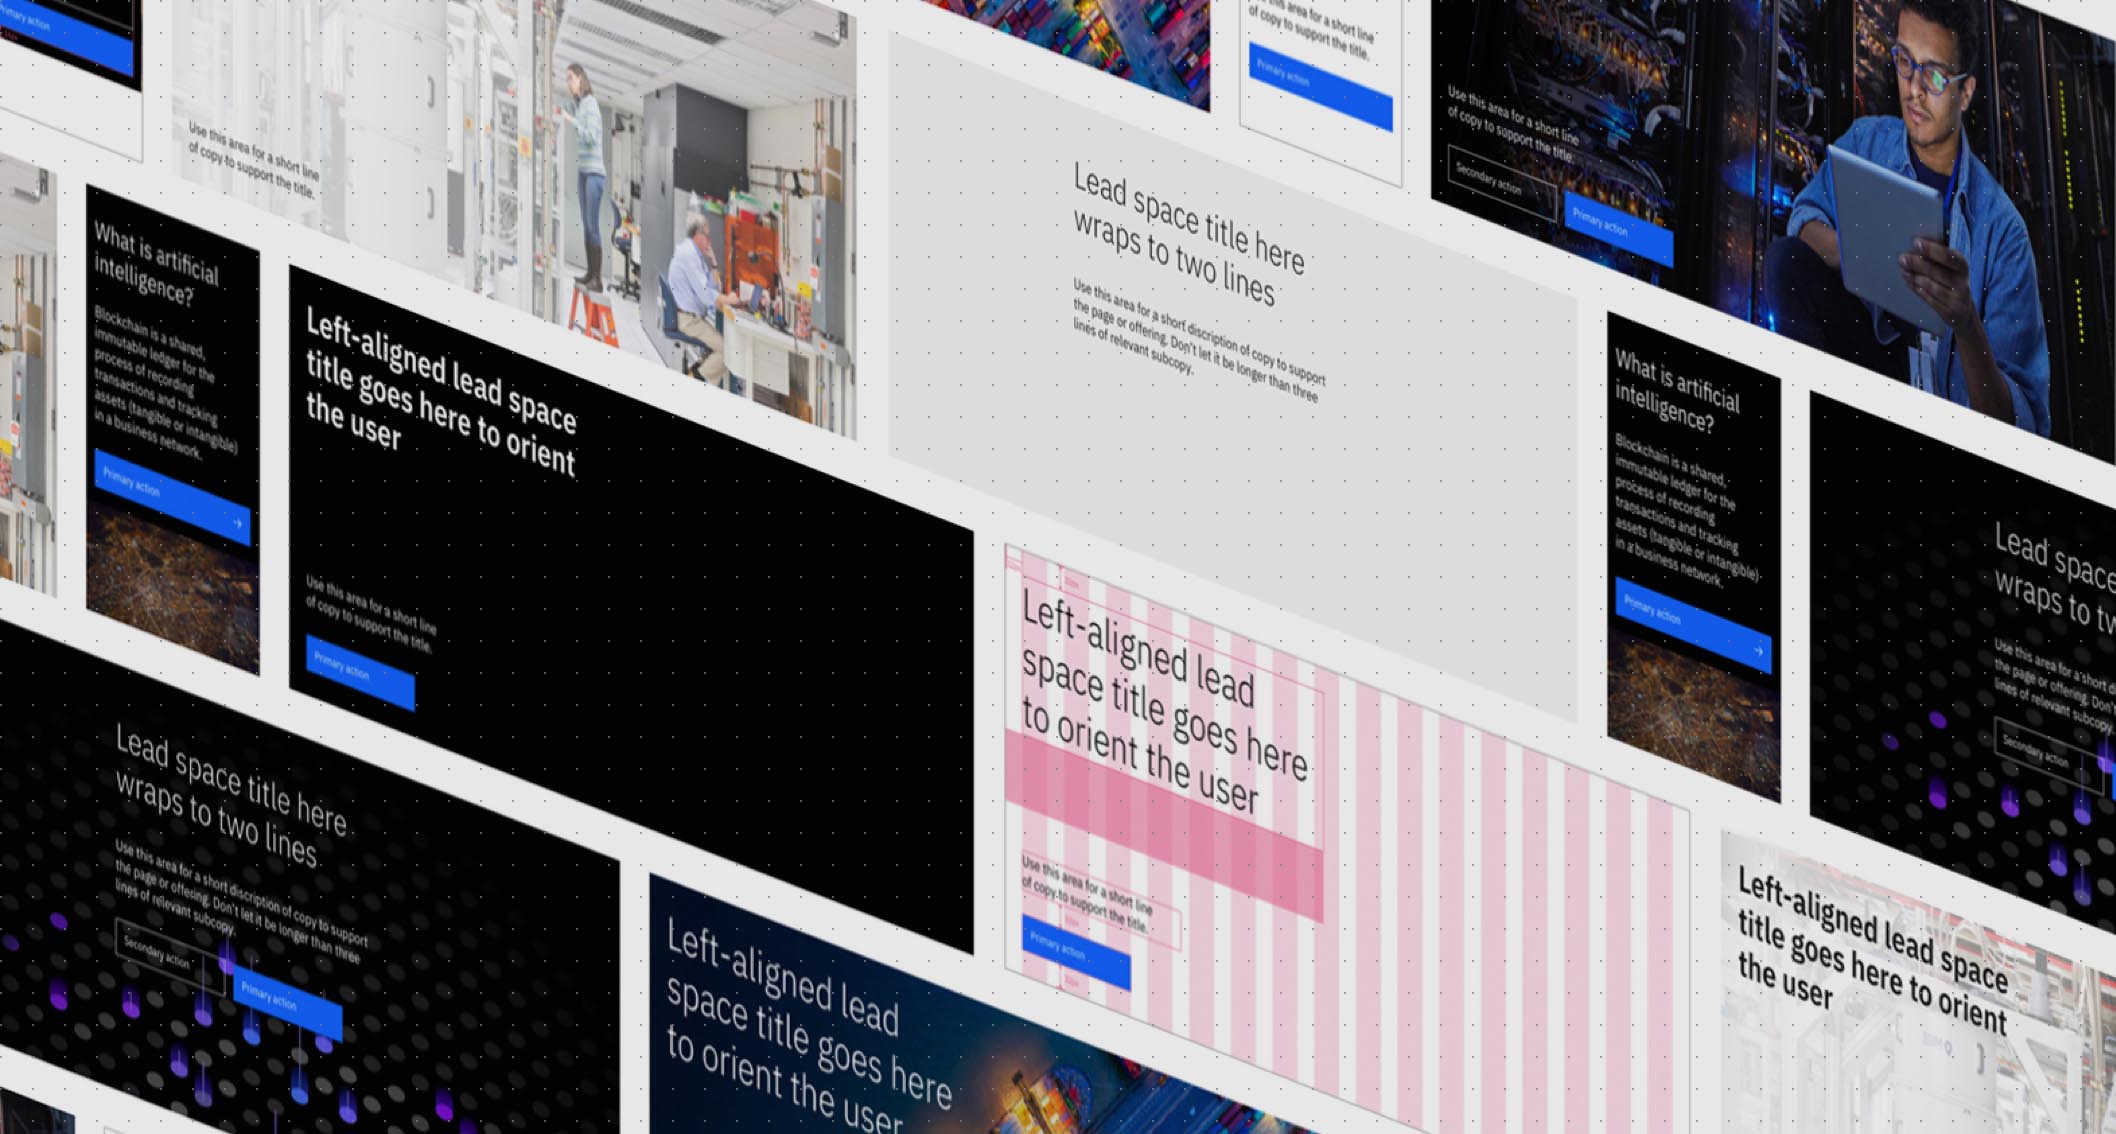 Primary action
Use this area for a short line
of copy to support the title.
What is artificial
intelligence?
Blockchain is a shared,
immutable ledger for the
process of recording
transactions and tracking
assets (tangible or intangible)
in a business network.
Primary action
Left-aligned lead space
title goes here to orient
the user
Use this area for a short line
of copy to support the title.
Primary action
Lead space title here
wraps to two lines
Use this area for a short discription of copy to support
the page or offering. Don't let it be longer than three
lines of relevant subcopy.
this area for a short line
of copy to support the title.
Primary action
Use this area for a short line
of copy to support the title.
Secondary action
Primary action
What is artificial
intelligence?
Blockchain is a shared,
immutable ledger for the
process of recording
transactions and tracking
assets (tangible or intangible)
in a business network.
Primary action
Lead space
wraps to tw
Use this area for a short d
the page or offering. Don't
lines of relevant subcopy.
Secondary action
Lead space title here
wraps to two lines
Use this area for a short discription of copy to support
the page or offering. Don't let it be longer than three
lines of relevant subcopy.
Secondary action
Primary action
Left-aligned lead
space title goes here
to orient the user
Left-aligned lead
space title goes here
to orient the user
Use this area for a short line
of copy to support the title.
Primary action
Left-aligned lead space
title goes here to orient
the user